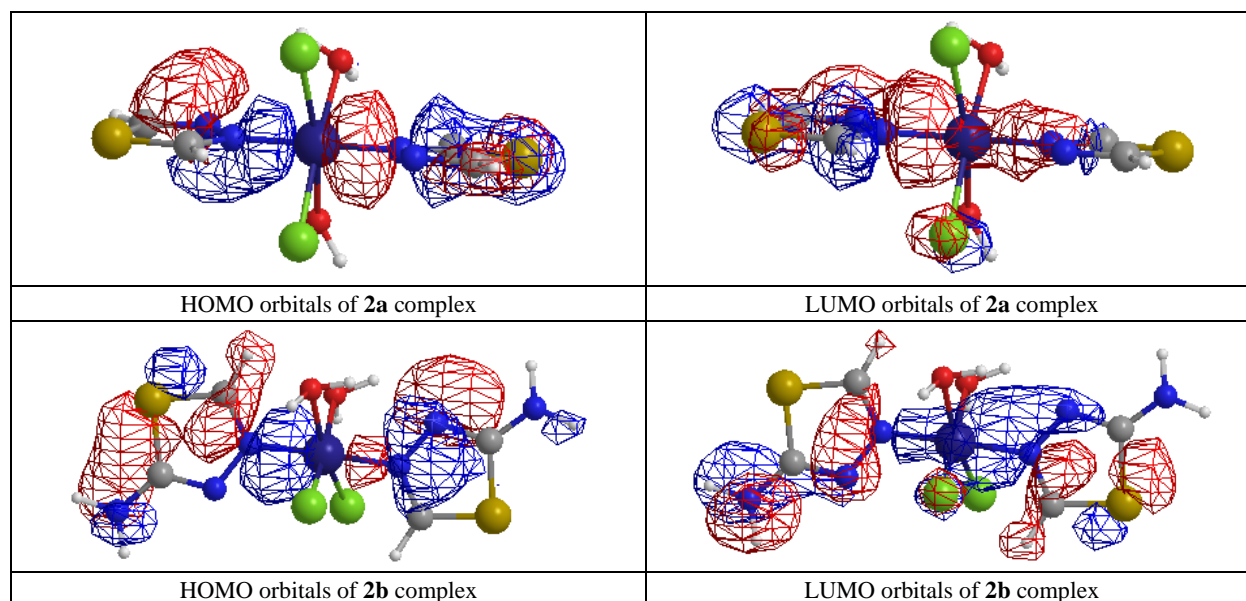 HOMO orbitals of 2a complex
LUMO orbitals of 2a complex
HOMO orbitals of 2b complex
LUMO orbitals of 2b complex